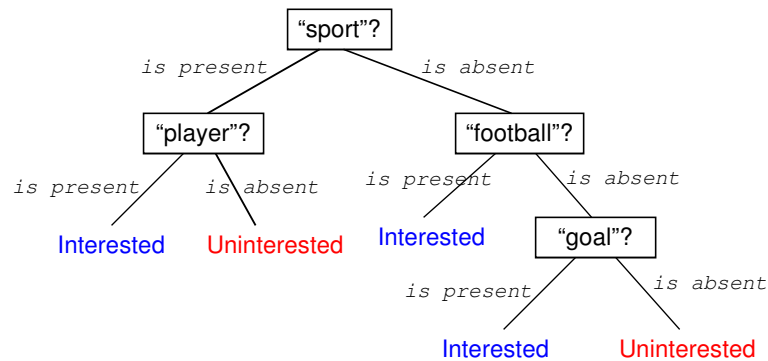 “sport”?
is present
is absent
“player”?
“football”?
is present
is absent
is present
is absent
Interested
Uninterested
Interested
“goal”?
is present
is absent
Interested
Uninterested